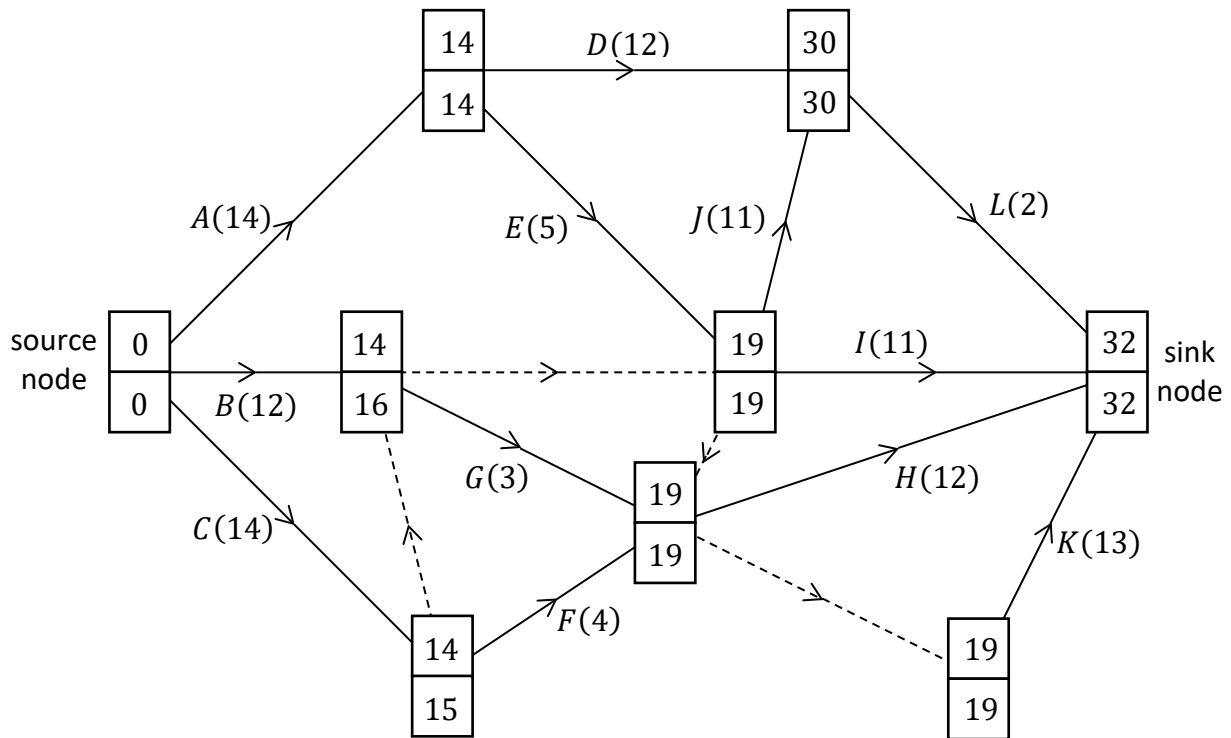 14
14
D(12)
30
30
A(14)
E(5)
J(11)
L(2)
source
node
0
0
B(12)
14
16
19
19
I(11)
32
32
sink
node
G(3)
19
19
H(12)
C(14)
K(13)
F(4)
14
15
19
19